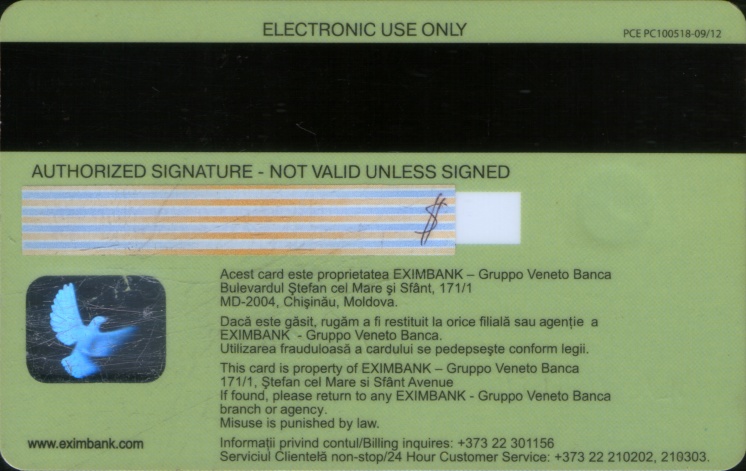 ELECTRONIC USE ONLY
PCE PC100518-09/12
AUTHORIZED SIGNATURE - NOT VALID UNLESS SIGNED
$
Acest card este proprietatea EXIMBANK – Gruppo Veneto Banca
Bulevardul Ştefan cel Mare şi Sfânt, 171/1
MD-2004, Chişinău, Moldova.
Dacă este găsit, rugăm a fi restituit la orice filială sau agenţie a
EXIMBANK - Gruppo Veneto Banca.
Utilizarea frauduloasă a cardului se pedepseşte conform legii.
This card is property of EXIMBANK – Gruppo Veneto Banca
171/1, Ştefan cel Mare si Sfânt Avenue
If found, please return to any EXIMBANK - Gruppo Veneto Banca
branch or agency.
Misuse is punished by law.
www.eximbank.com
Informaţii privind contul/Billing inquires: +373 22 301156
Serviciul Clientelă non-stop/24 Hour Customer Service: +373 22 210202, 210303.